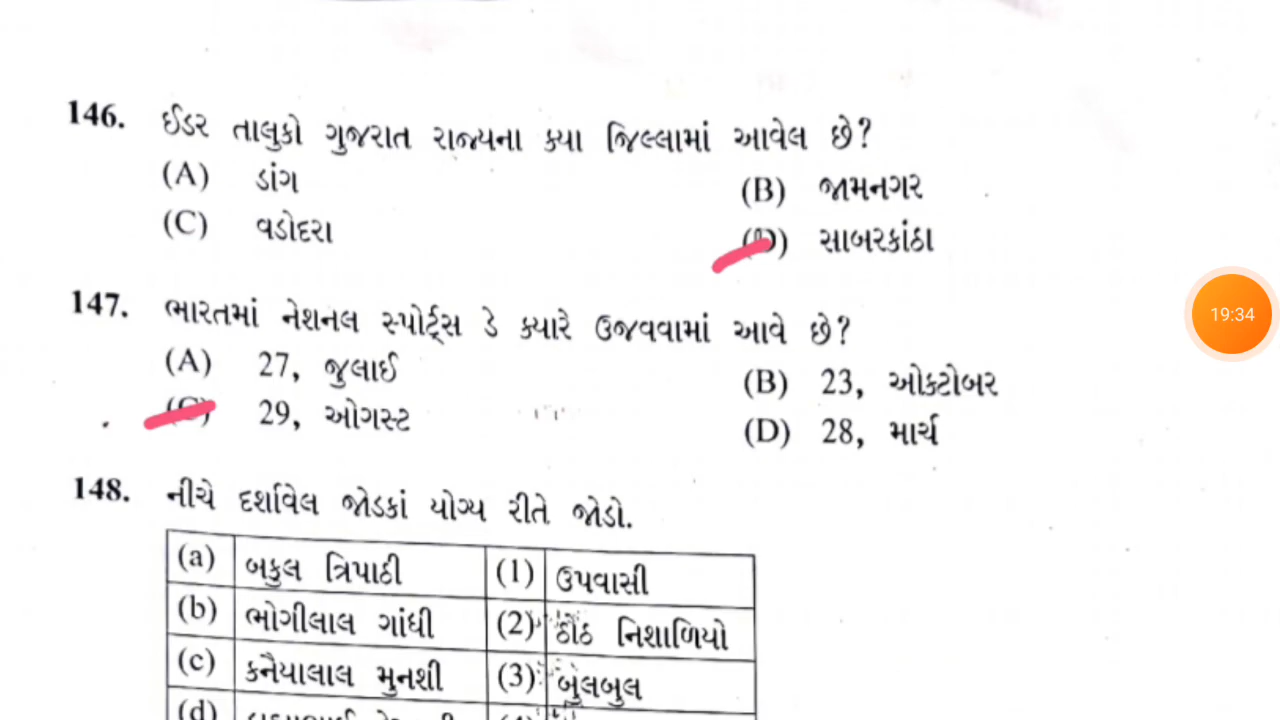 146. ઈડર તાલુકો ગુજરાત રાજ્યના ક્યા જિલ્લામાં આવેલ છે?
(A) ડાંગ (B) જામનગર
(C) વડોદરા (D) સાબરકાંઠા
147. ભારતમાં નેશનલ સ્પોર્ટ્સ ડે ક્યારે ઉજવવામાં આવે છે?
(A) 27, જુલાઈ (B) 23, ઓક્ટોબર
(C) 29, ઓગસ્ટ (D) 28, માર્ચ
148. નીચે દર્શાવેલ જોડકાં યોગ્ય રીતે જોડો.
(a) બકુલ ત્રિપાઠી (1) ઉપવાસી
(b) ભોગીલાલ ગાંધી (2) ઠોઠ નિશાળિયો
(c) કનૈયાલાલ મુનશી (3) બુલબુલ
(d)
19:34